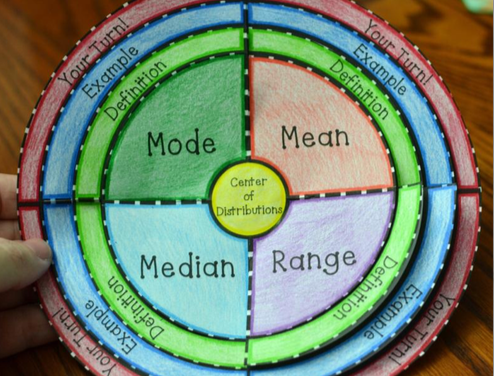 Your Turn!
Example
Definition
Mode
Your Turn!
Example
Definition
Mean
Center
of
Distributions
Median
Definition
Example
Your Turn!
Range
Definition
Example
Your Turn!